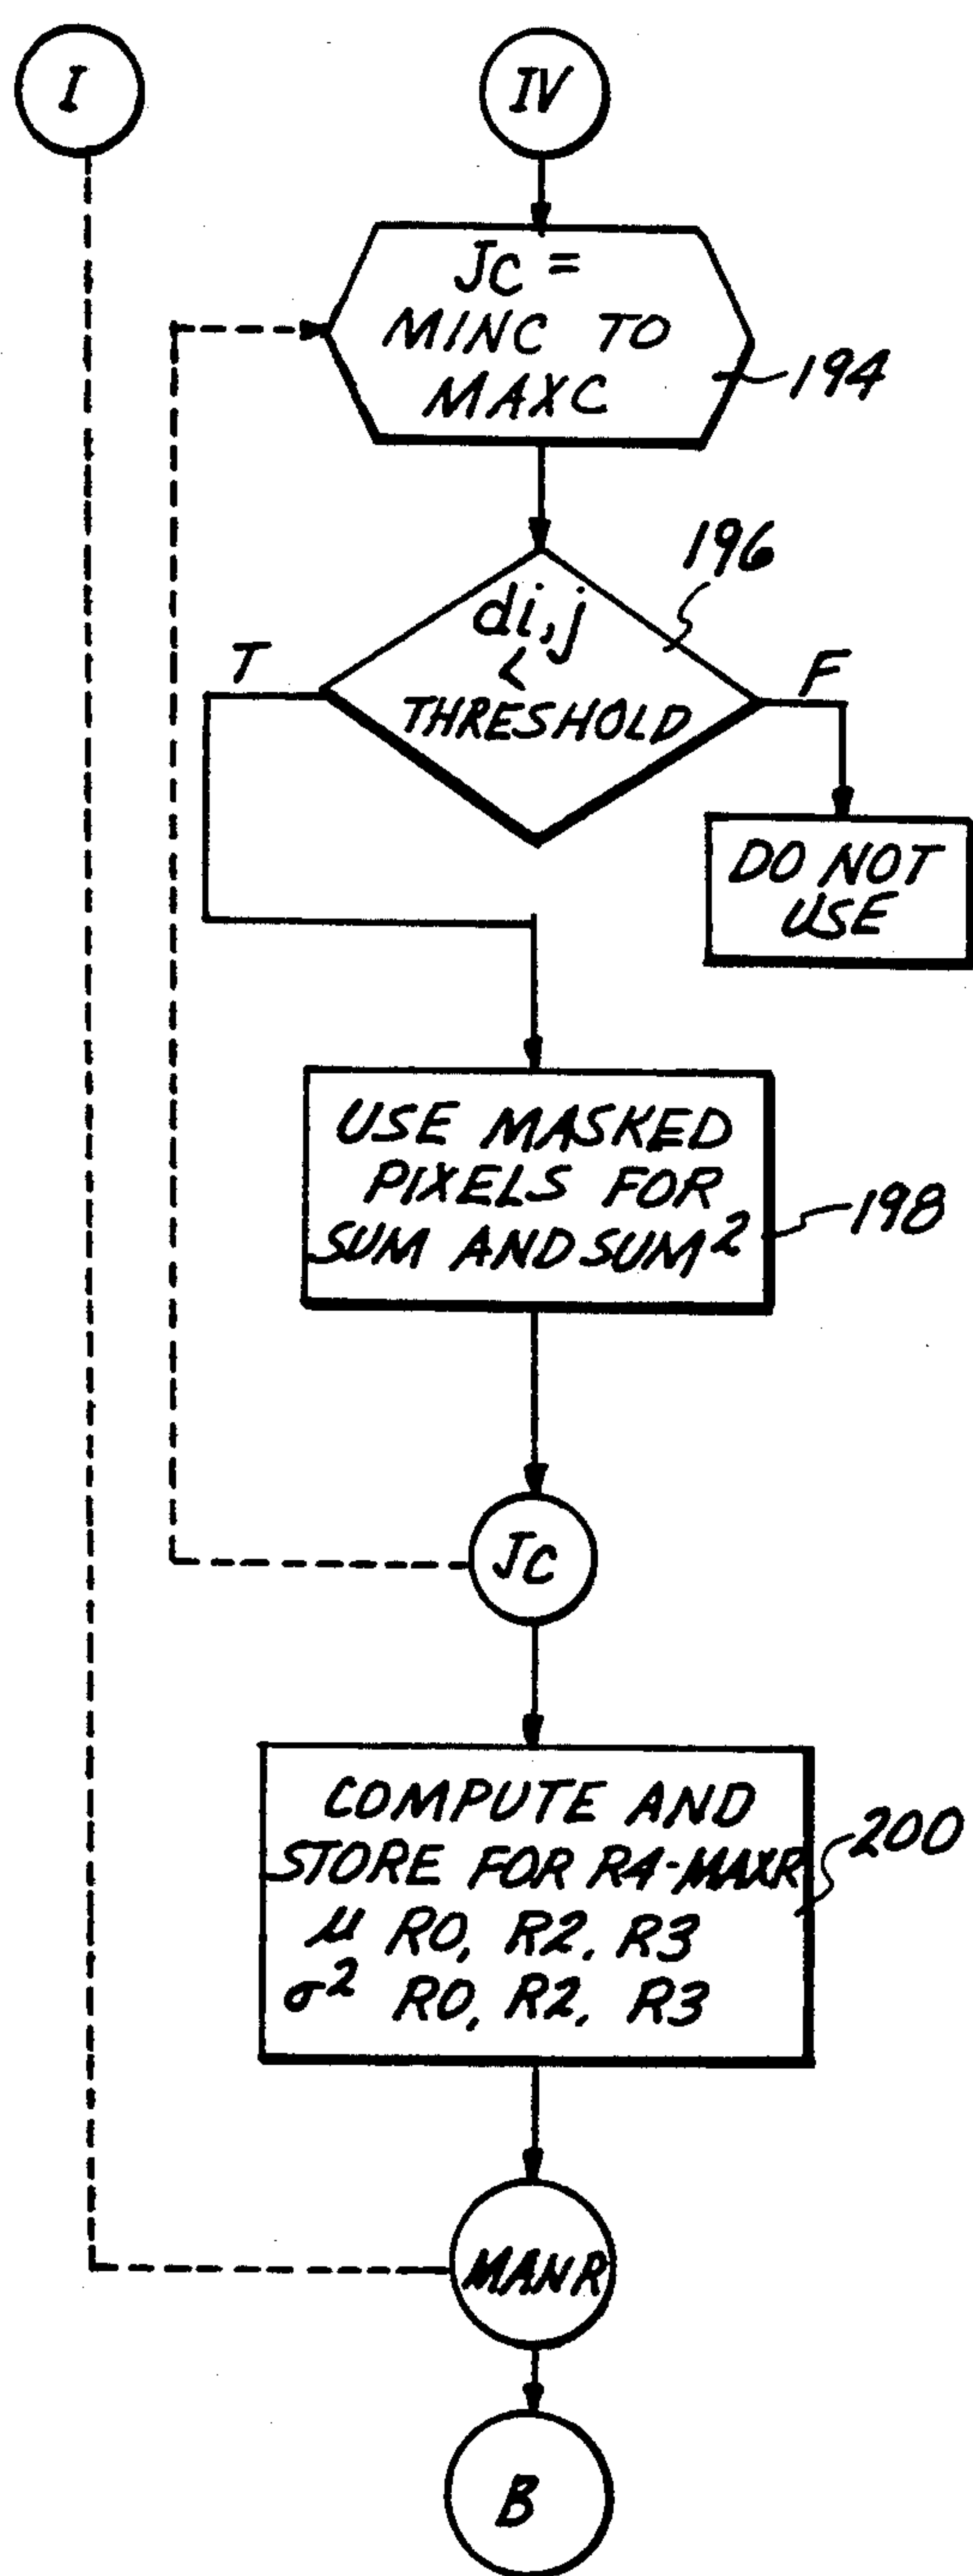 I
IV
JC =
MINC TO
MAXC
194
196
di,j
<
THRESHOLD
T
F
DO NOT
USE
USE MASKED
PIXELS FOR
SUM AND SUM²
198
JC
COMPUTE AND
STORE FOR R4-MAXR
μ R0, R2, R3
σ² R0, R2, R3
200
MANR
B